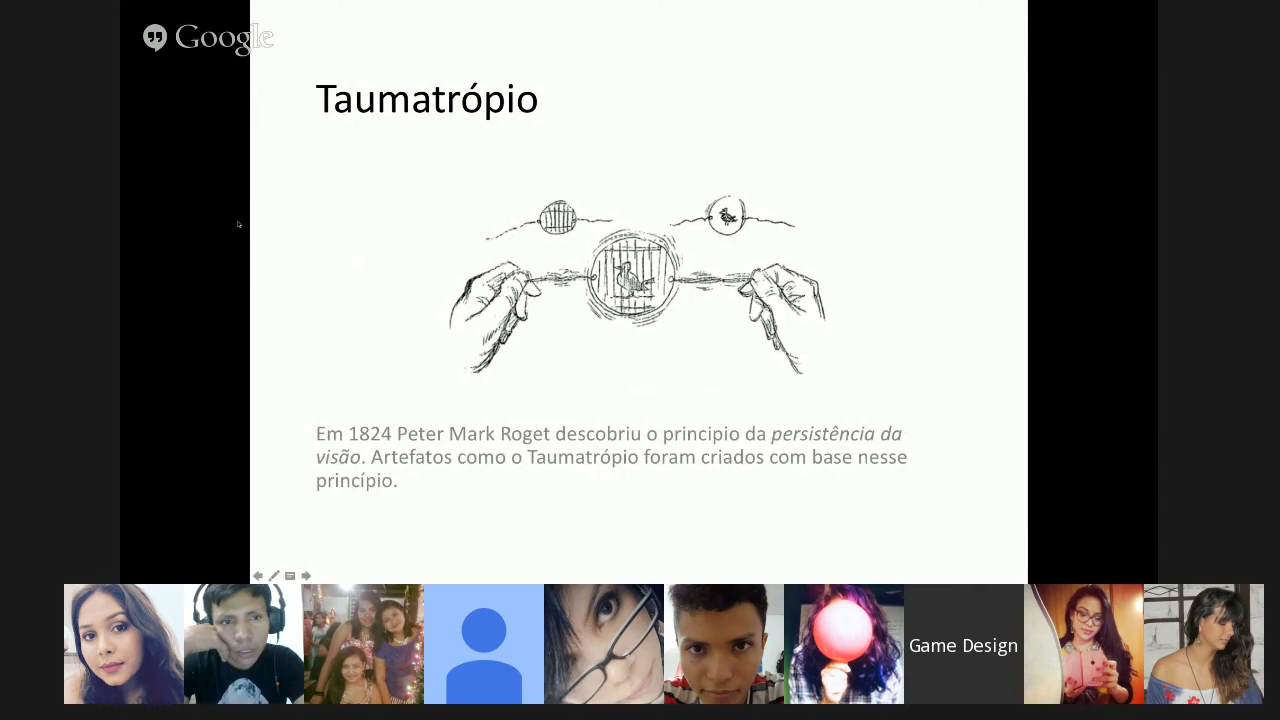 Google
Taumatrópio
Em 1824 Peter Mark Roget descobriu o principio da persistência da
visão. Artefatos como o Taumatrópio foram criados com base nesse
princípio.
Game Design